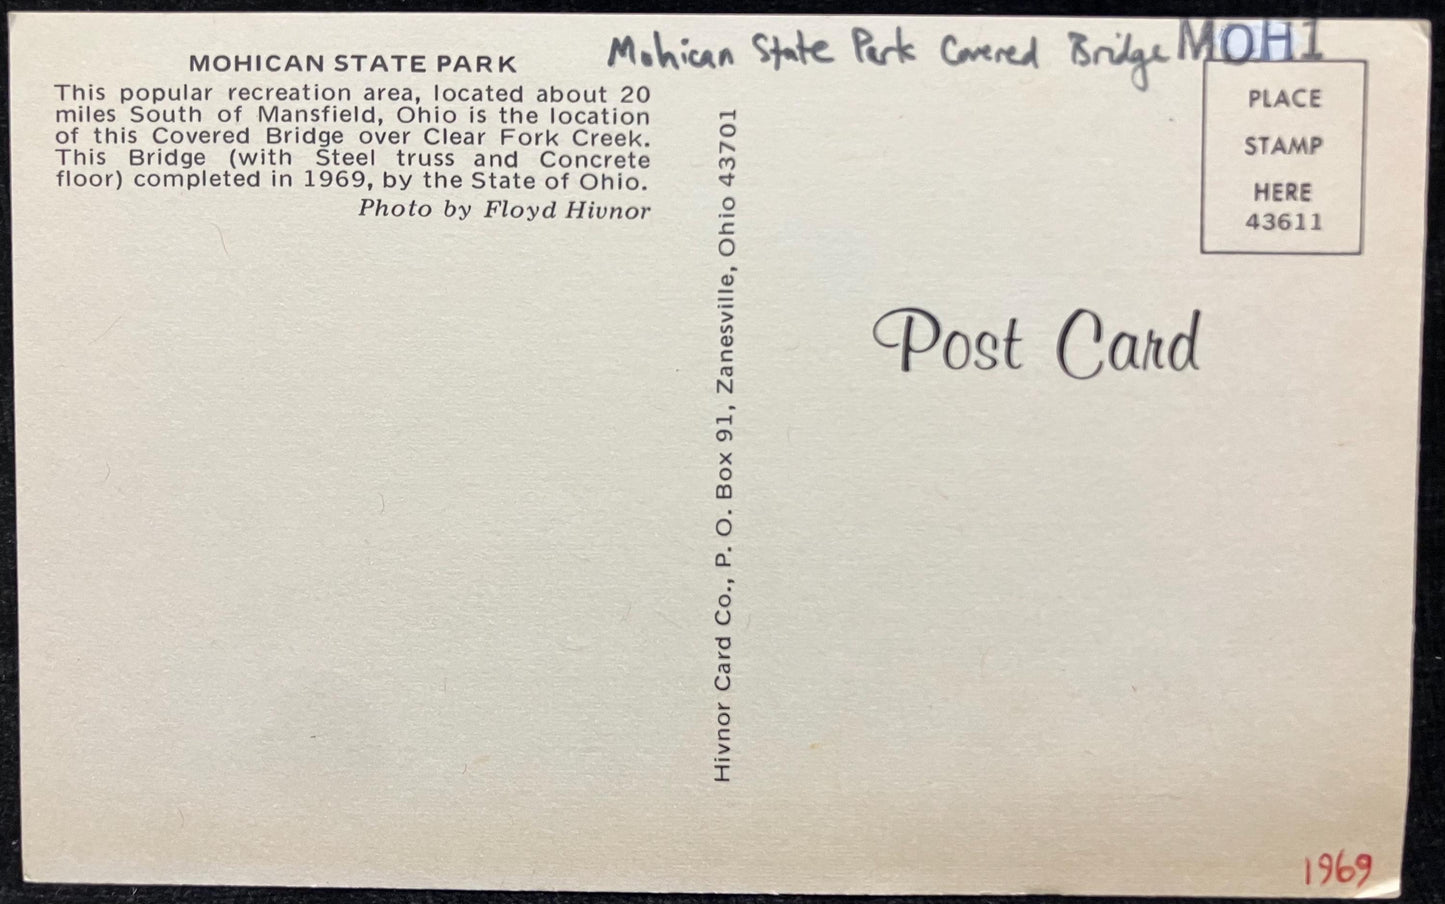 Mohican State Park Covered Bridge MOH1
MOHICAN STATE PARK
This popular recreation area, located about 20
miles South of Mansfield, Ohio is the location
of this Covered Bridge over Clear Fork Creek.
This Bridge (with Steel truss and Concrete
floor) completed in 1969, by the State of Ohio.
Photo by Floyd Hivnor
Hivnor Card Co., P. O. Box 91, Zanesville, Ohio 43701
PLACE
STAMP
HERE
43611
Post Card
1969